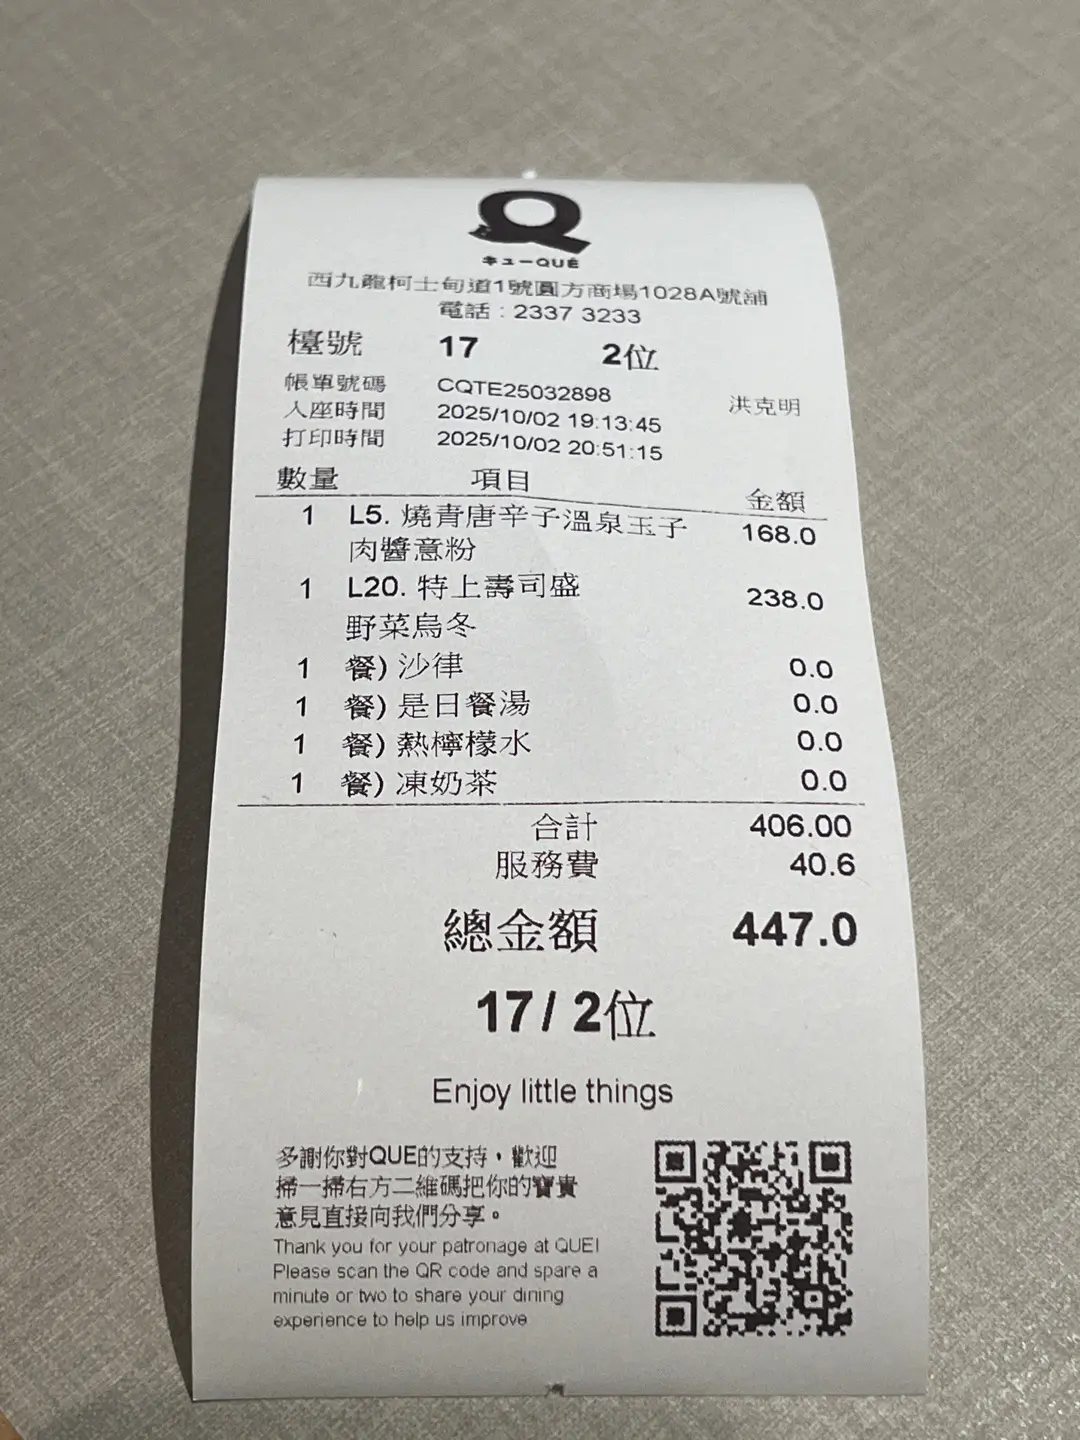 Q
キューQUE
西九龍柯士甸道1號圓方商場1028A號舖
電話：2337 3233
檯號 17 2位
帳單號碼 CQTE25032898 洪克明
入座時間 2025/10/02 19:13:45
打印時間 2025/10/02 20:51:15
數量 項目 金額
1 L5. 燒青唐辛子溫泉玉子 168.0
肉醬意粉
1 L20. 特上壽司盛 238.0
野菜烏冬
1 餐) 沙律 0.0
1 餐) 是日餐湯 0.0
1 餐) 熱檸檬水 0.0
1 餐) 凍奶茶 0.0
合計 406.00
服務費 40.6
總金額 447.0
17/ 2位
Enjoy little things
多謝你對QUE的支持，歡迎
掃一掃右方二維碼把你的寶貴
意見直接向我們分享。
Thank you for your patronage at QUE!
Please scan the QR code and spare a
minute or two to share your dining
experience to help us improve